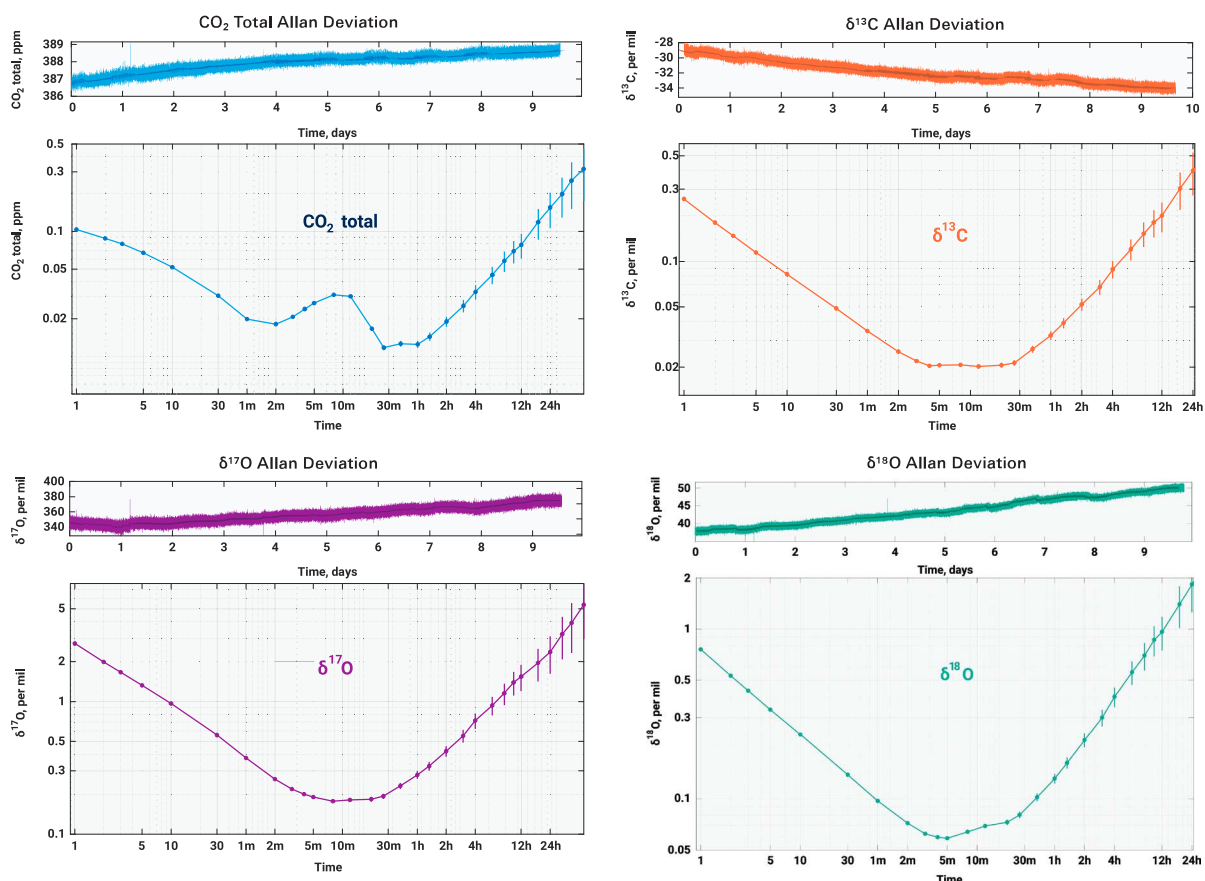 CO₂ Total Allan Deviation
CO₂ total, ppm
389
388
387
386
0 1 2 3 4 5 6 7 8 9
Time, days
CO₂ total, ppm
0.5
0.3
0.1
0.05
0.02
CO₂ total
1 5 10 30 1m 2m 5m 10m 30m 1h 2h 4h 12h 24h
Time
δ¹³C Allan Deviation
δ¹³C, per mil
-28
-30
-32
-34
0 1 2 3 4 5 6 7 8 9 10
Time, days
δ¹³C, per mil
0.5
0.3
0.1
0.05
0.02
δ¹³C
1 5 10 30 1m 2m 5m 10m 30m 1h 2h 4h 12h 24h
Time
δ¹⁷O Allan Deviation
δ¹⁷O, per mil
400
380
360
340
0 1 2 3 4 5 6 7 8 9
Time, days
δ¹⁷O, per mil
5
2
1
0.5
0.3
0.1
δ¹⁷O
1 5 10 30 1m 2m 5m 10m 30m 1h 2h 4h 12h 24h
Time
δ¹⁸O Allan Deviation
δ¹⁸O, per mil
50
40
0 1 2 3 4 5 6 7 8 9
Time, days
δ¹⁸O, per mil
2
1
0.5
0.3
0.1
0.05
δ¹⁸O
1 5 10 30 1m 2m 5m 10m 30m 1h 2h 4h 12h 24h
Time